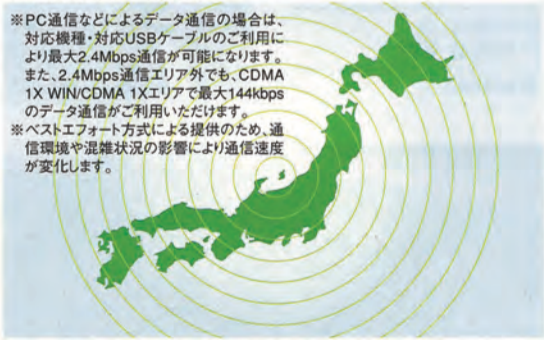 ※PC通信などによるデータ通信の場合は、
対応機種・対応USBケーブルのご利用に
より最大2.4Mbps通信が可能になります。
また、2.4Mbps通信エリア外でも、CDMA
1X WIN/CDMA 1Xエリアで最大144kbps
のデータ通信がご利用いただけます。
※ベストエフォート方式による提供のため、通
信環境や混雑状況の影響により通信速度
が変化します。